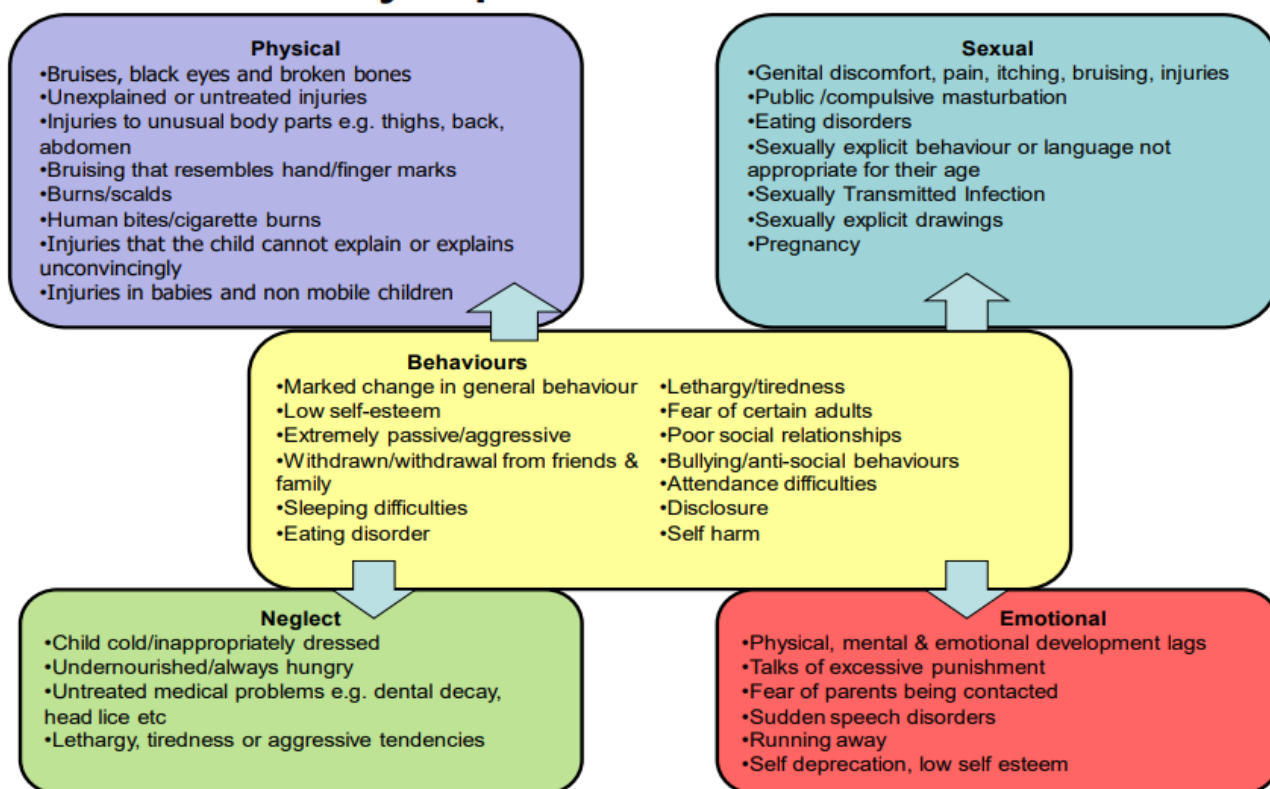 Physical
•Bruises, black eyes and broken bones
•Unexplained or untreated injuries
•Injuries to unusual body parts e.g. thighs, back,
abdomen
•Bruising that resembles hand/finger marks
•Burns/scalds
•Human bites/cigarette burns
•Injuries that the child cannot explain or explains
unconvincingly
•Injuries in babies and non mobile children
Sexual
•Genital discomfort, pain, itching, bruising, injuries
•Public /compulsive masturbation
•Eating disorders
•Sexually explicit behaviour or language not
appropriate for their age
•Sexually Transmitted Infection
•Sexually explicit drawings
•Pregnancy
Behaviours
•Marked change in general behaviour
•Low self-esteem
•Extremely passive/aggressive
•Withdrawn/withdrawal from friends &
family
•Sleeping difficulties
•Eating disorder
•Lethargy/tiredness
•Fear of certain adults
•Poor social relationships
•Bullying/anti-social behaviours
•Attendance difficulties
•Disclosure
•Self harm
Neglect
•Child cold/inappropriately dressed
•Undernourished/always hungry
•Untreated medical problems e.g. dental decay,
head lice etc
•Lethargy, tiredness or aggressive tendencies
Emotional
•Physical, mental & emotional development lags
•Talks of excessive punishment
•Fear of parents being contacted
•Sudden speech disorders
•Running away
•Self deprecation, low self esteem